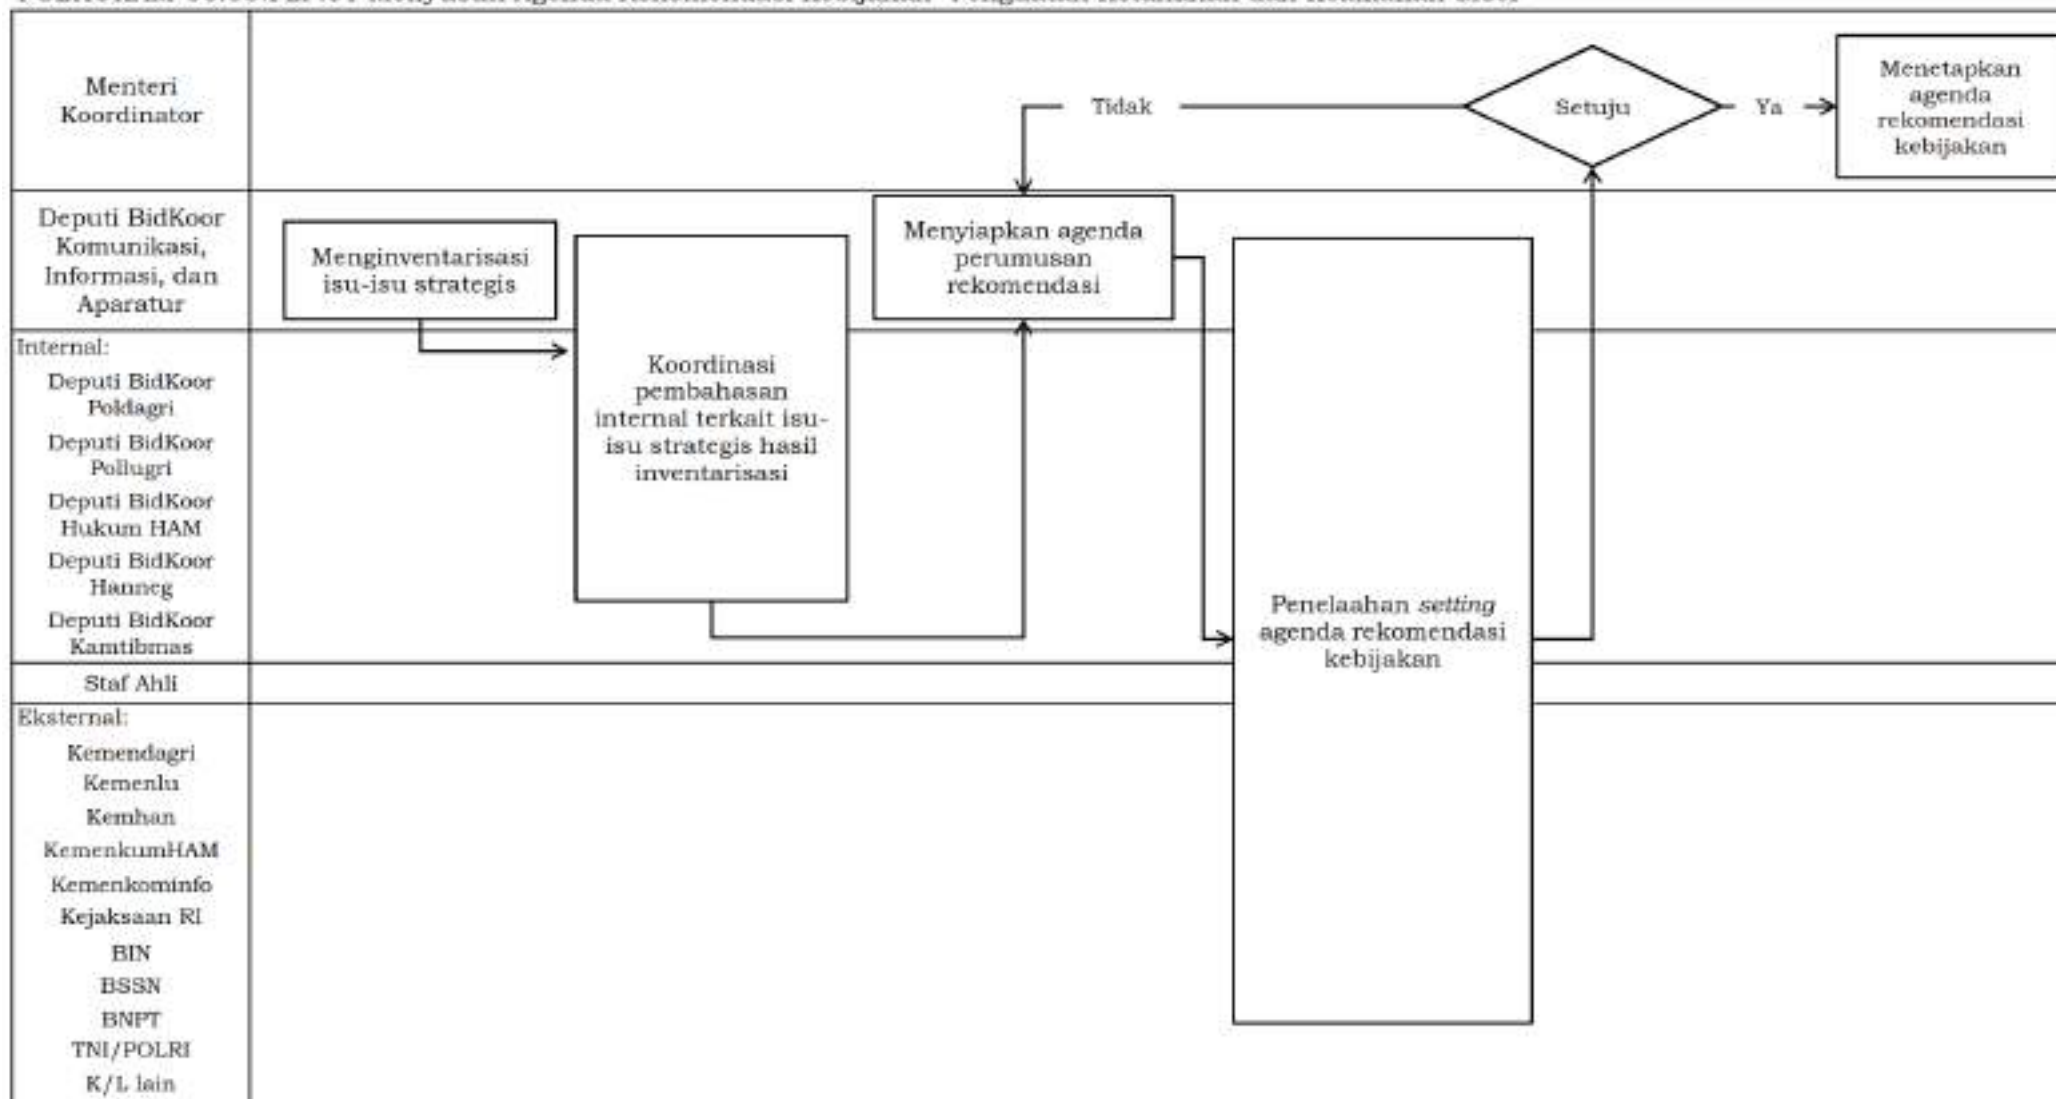 Menteri
Koordinator
Tidak
Setuju
Ya
Menetapkan
agenda
rekomendasi
kebijakan
Deputi BidKoor
Komunikasi,
Informasi, dan
Aparatur
Menginventarisasi
isu-isu strategis
Menyiapkan agenda
perumusan
rekomendasi
Internal:
Deputi BidKoor
Poldagri
Deputi BidKoor
Pollugri
Deputi BidKoor
Hukum HAM
Deputi BidKoor
Hanneg
Deputi BidKoor
Kamtibmas
Koordinasi
pembahasan
internal terkait isu-
isu strategis hasil
inventarisasi
Penelaahan setting
agenda rekomendasi
kebijakan
Staf Ahli
Eksternal:
Kemendagri
Kemenlu
Kemhan
KemenkumHAM
Kemenkominfo
Kejaksaan RI
BIN
BSSN
BNPT
TNI/POLRI
K/L lain